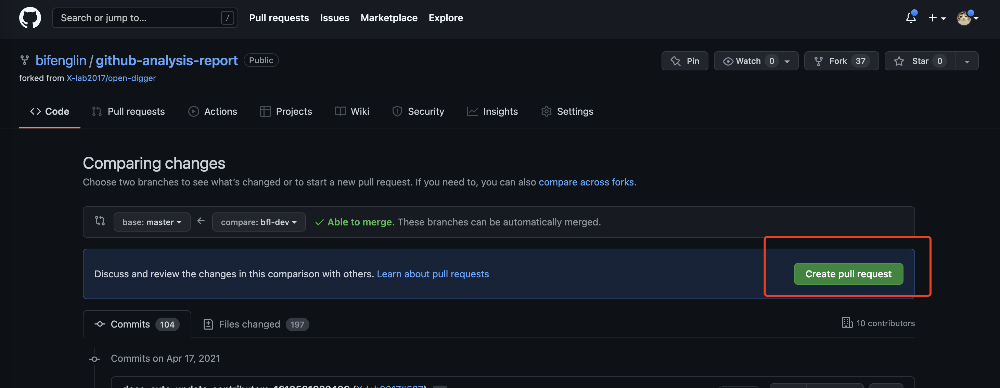 Search or jump to... / Pull requests Issues Marketplace Explore
bifenglin / github-analysis-report Public Pin Watch 0 Fork 37 Star 0
forked from X-lab2017/open-digger
Code Pull requests Actions Projects Wiki Security Insights Settings
Comparing changes
Choose two branches to see what's changed or to start a new pull request. If you need to, you can also compare across forks.
base: master compare: bfl-dev Able to merge. These branches can be automatically merged.
Discuss and review the changes in this comparison with others. Learn about pull requests Create pull request
Commits 104 Files changed 197 10 contributors
Commits on Apr 17, 2021